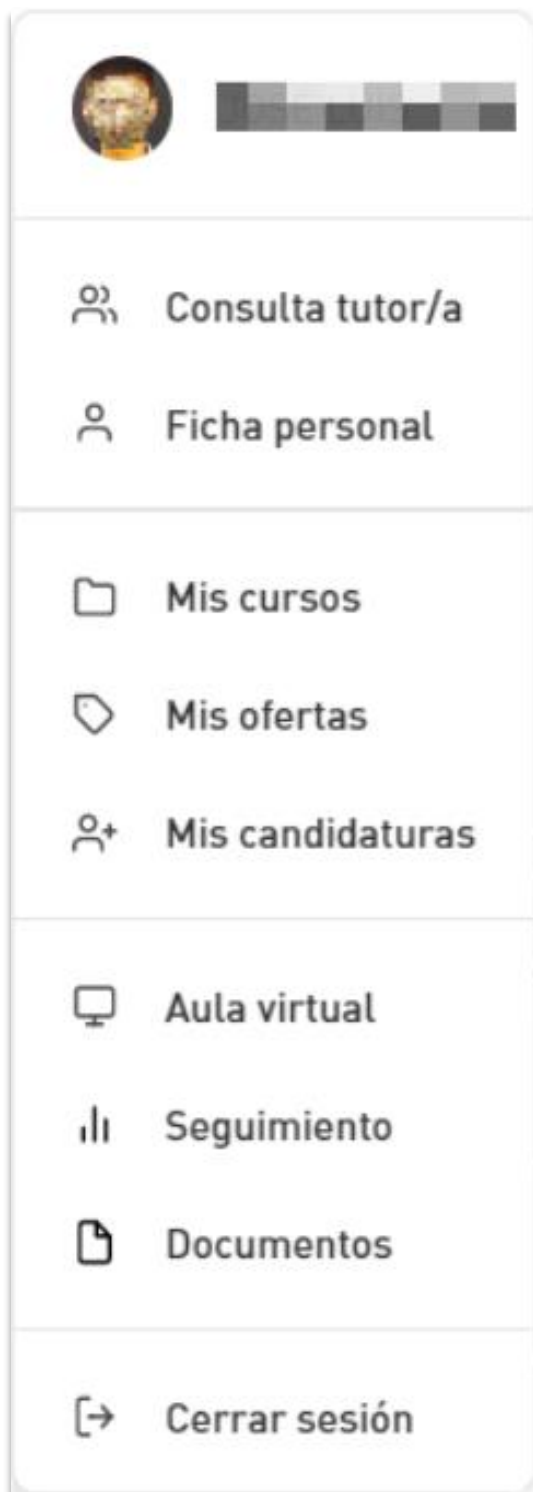 Consulta tutor/a
Ficha personal
Mis cursos
Mis ofertas
Mis candidaturas
Aula virtual
Seguimiento
Documentos
Cerrar sesión